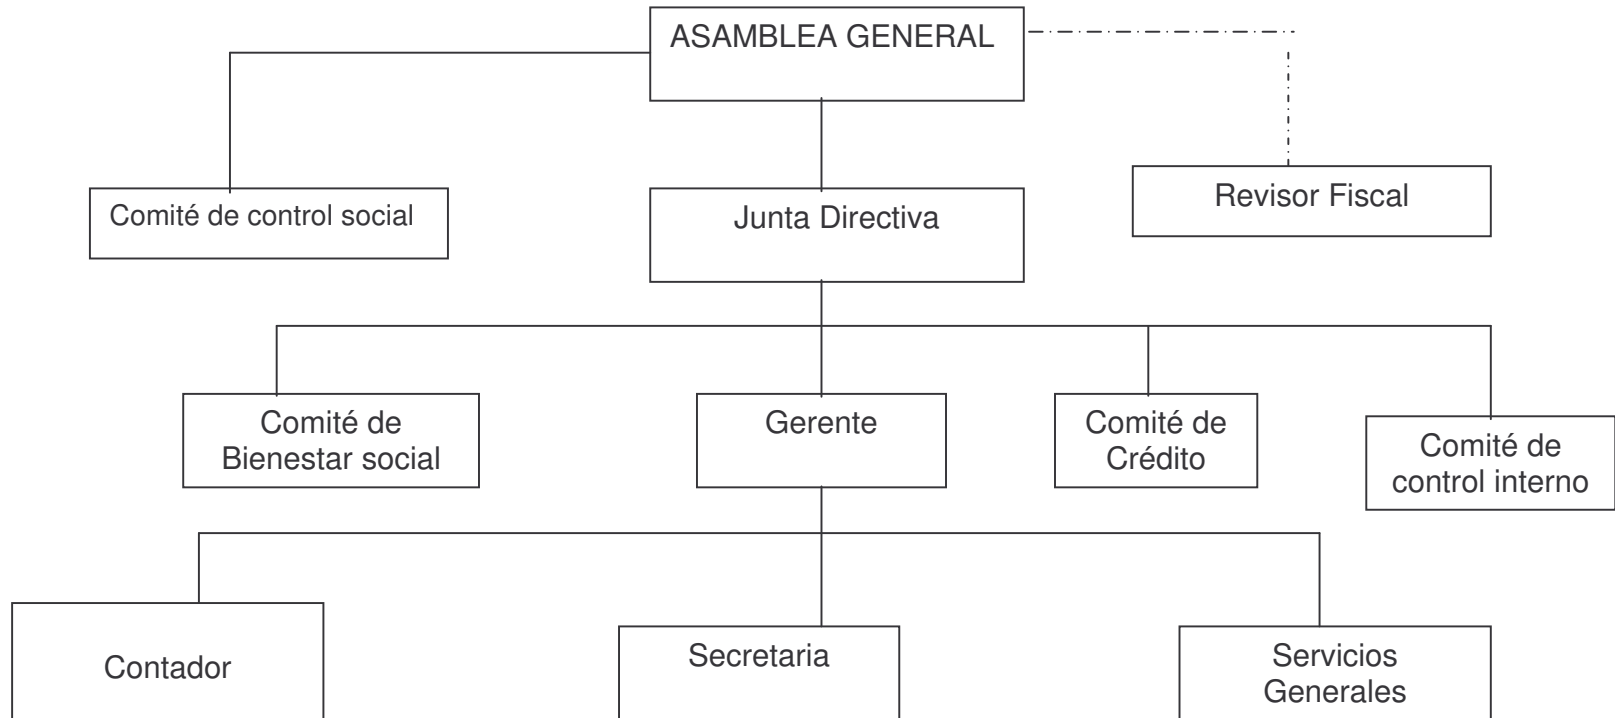 ASAMBLEA GENERAL
Comité de control social
Junta Directiva
Revisor Fiscal
Comité de
Bienestar social
Gerente
Comité de
Crédito
Comité de
control interno
Contador
Secretaria
Servicios
Generales